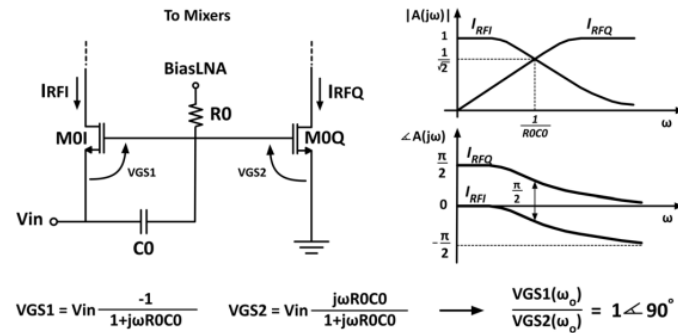 To Mixers
BiasLNA
IRFI
R0
IRFQ
M0I
M0Q
VGS1
VGS2
Vin
C0
|A(jω)|
1
1/√2
IRFI
IRFQ
1/R0C0
ω
∠A(jω)
π/2
IRFQ
0
IRFI
π/2
ω
-π/2
VGS1 = Vin -1/1+jωR0C0
VGS2 = Vin jωR0C0/1+jωR0C0
VGS1(ωo)/VGS2(ωo) = 1∠90°